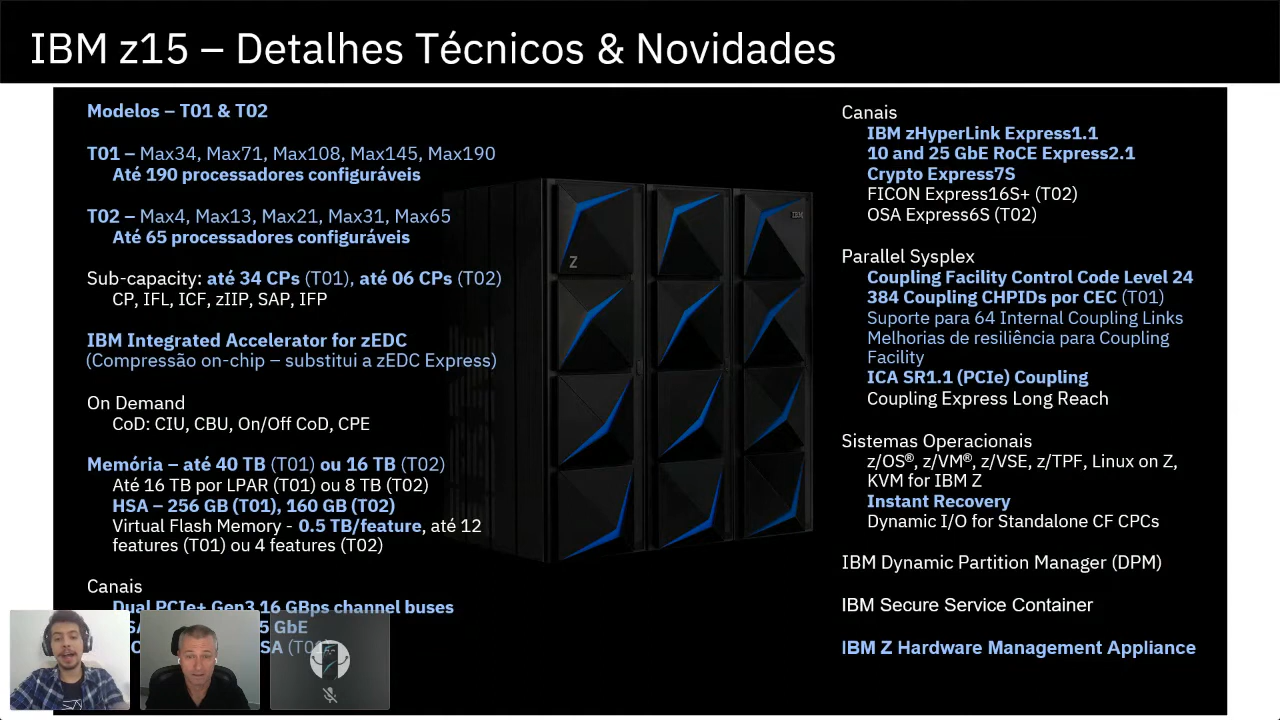 IBM z15 – Detalhes Técnicos & Novidades
Modelos – T01 & T02
T01 – Max34, Max71, Max108, Max145, Max190
Até 190 processadores configuráveis
T02 – Max4, Max13, Max21, Max31, Max65
Até 65 processadores configuráveis
Sub-capacity: até 34 CPs (T01), até 06 CPs (T02)
CP, IFL, ICF, zIIP, SAP, IFP
IBM Integrated Accelerator for zEDC
(Compressão on-chip – substitui a zEDC Express)
On Demand
CoD: CIU, CBU, On/Off CoD, CPE
Memória – até 40 TB (T01) ou 16 TB (T02)
Até 16 TB por LPAR (T01) ou 8 TB (T02)
HSA – 256 GB (T01), 160 GB (T02)
Virtual Flash Memory - 0.5 TB/feature, até 12
features (T01) ou 4 features (T02)
Canais
Dual PCIe+ Gen3 16 GBps channel buses
GbE
SA (T01
Z
IBM
Canais
IBM zHyperLink Express1.1
10 and 25 GbE RoCE Express2.1
Crypto Express7S
FICON Express16S+ (T02)
OSA Express6S (T02)
Parallel Sysplex
Coupling Facility Control Code Level 24
384 Coupling CHPIDs por CEC (T01)
Suporte para 64 Internal Coupling Links
Melhorias de resiliência para Coupling
Facility
ICA SR1.1 (PCIe) Coupling
Coupling Express Long Reach
Sistemas Operacionais
z/OS®, z/VM®, z/VSE, z/TPF, Linux on Z,
KVM for IBM Z
Instant Recovery
Dynamic I/O for Standalone CF CPCs
IBM Dynamic Partition Manager (DPM)
IBM Secure Service Container
IBM Z Hardware Management Appliance